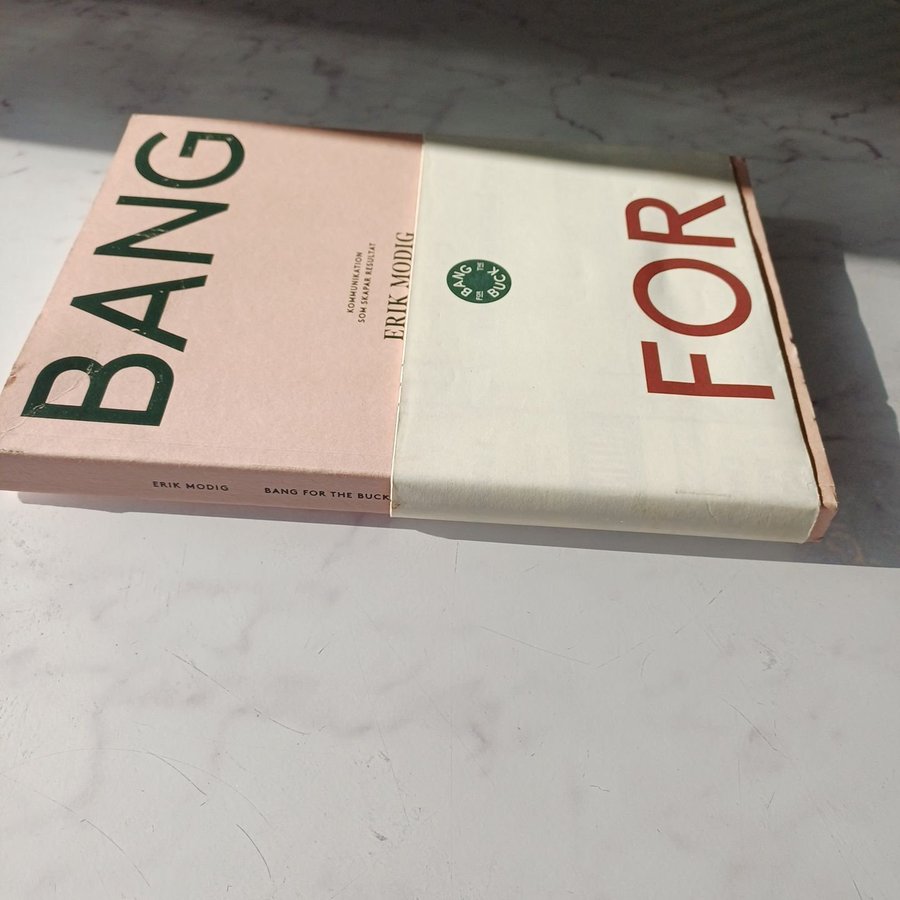 BANG
KOMMUNIKATION
SOM SKAPAR RESULTAT
ERIK MODIG
BANG FOR THE BUCK
FOR
ERIK MODIG BANG FOR THE BUCK